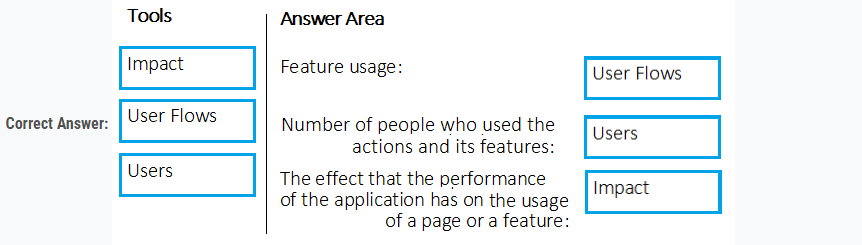 Tools
Answer Area
Impact
Feature usage:
User Flows
Correct Answer:
User Flows
Number of people who used the
actions and its features:
Users
Users
The effect that the performance
of the application has on the usage
of a page or a feature:
Impact